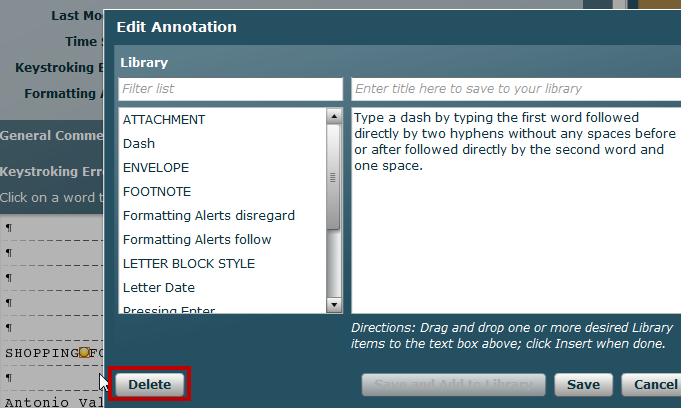 Last Mo
Time S
Keystroking E
Formatting A
General Comme
Keystroking Erro
Click on a word t
¶
¶
¶
¶
¶
SHOPPING FO
¶
Antonio Val
Edit Annotation
Library
Filter list
Enter title here to save to your library
ATTACHMENT
Dash
ENVELOPE
FOOTNOTE
Formatting Alerts disregard
Formatting Alerts follow
LETTER BLOCK STYLE
Letter Date
Pressing Enter
Type a dash by typing the first word followed
directly by two hyphens without any spaces before
or after followed directly by the second word and
one space.
Directions: Drag and drop one or more desired Library
items to the text box above; click Insert when done.
Delete
Save and Add to Library
Save
Cancel